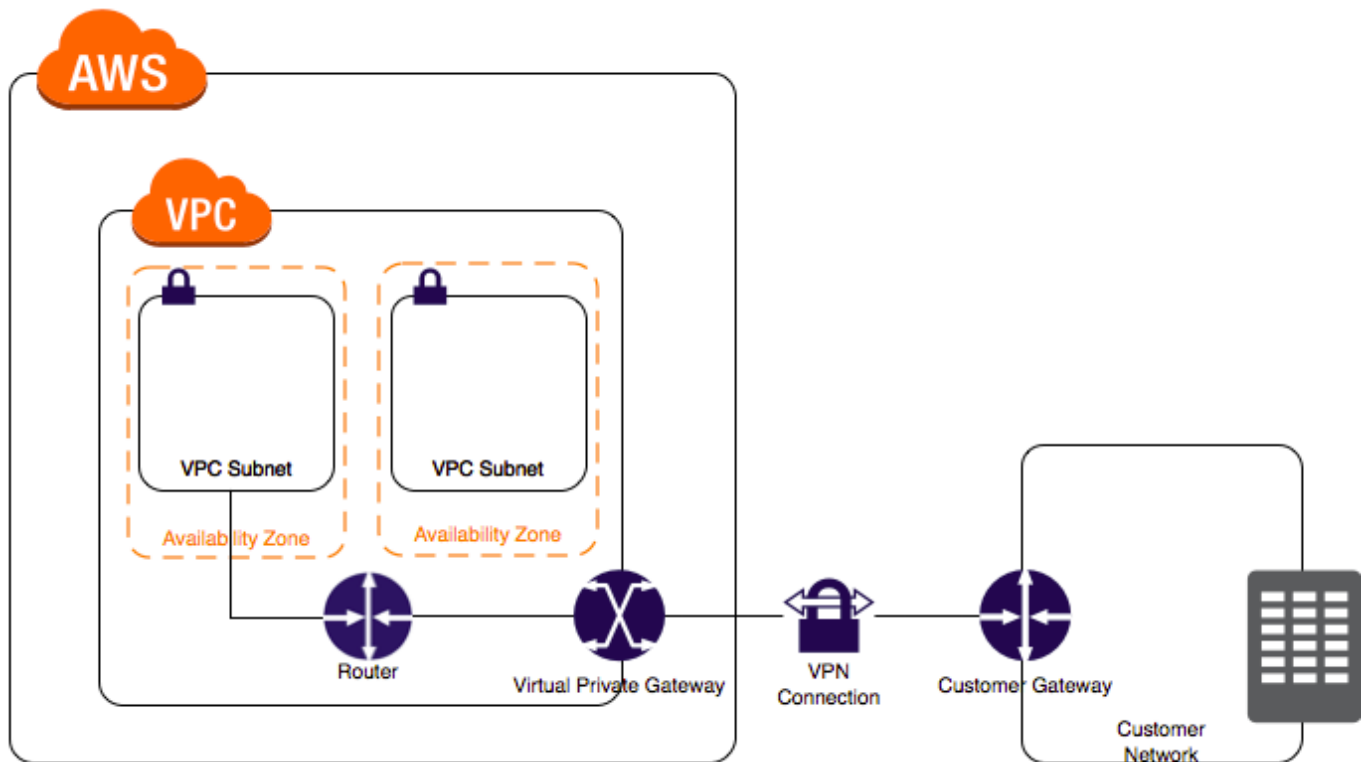 AWS
VPC
VPC Subnet
VPC Subnet
Availability Zone
Availability Zone
Router
Virtual Private Gateway
VPN
Connection
Customer Gateway
Customer
Network